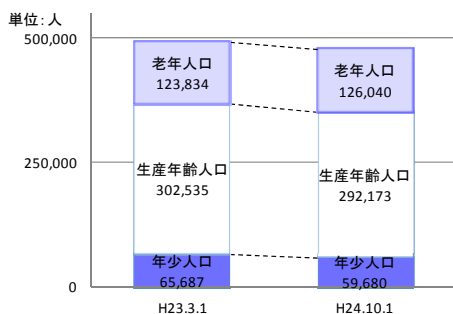 単位:人
500,000
250,000
0
老年人口
123,834
生産年齢人口
302,535
年少人口
65,687
老年人口
126,040
生産年齢人口
292,173
年少人口
59,680
H23.3.1
H24.10.1